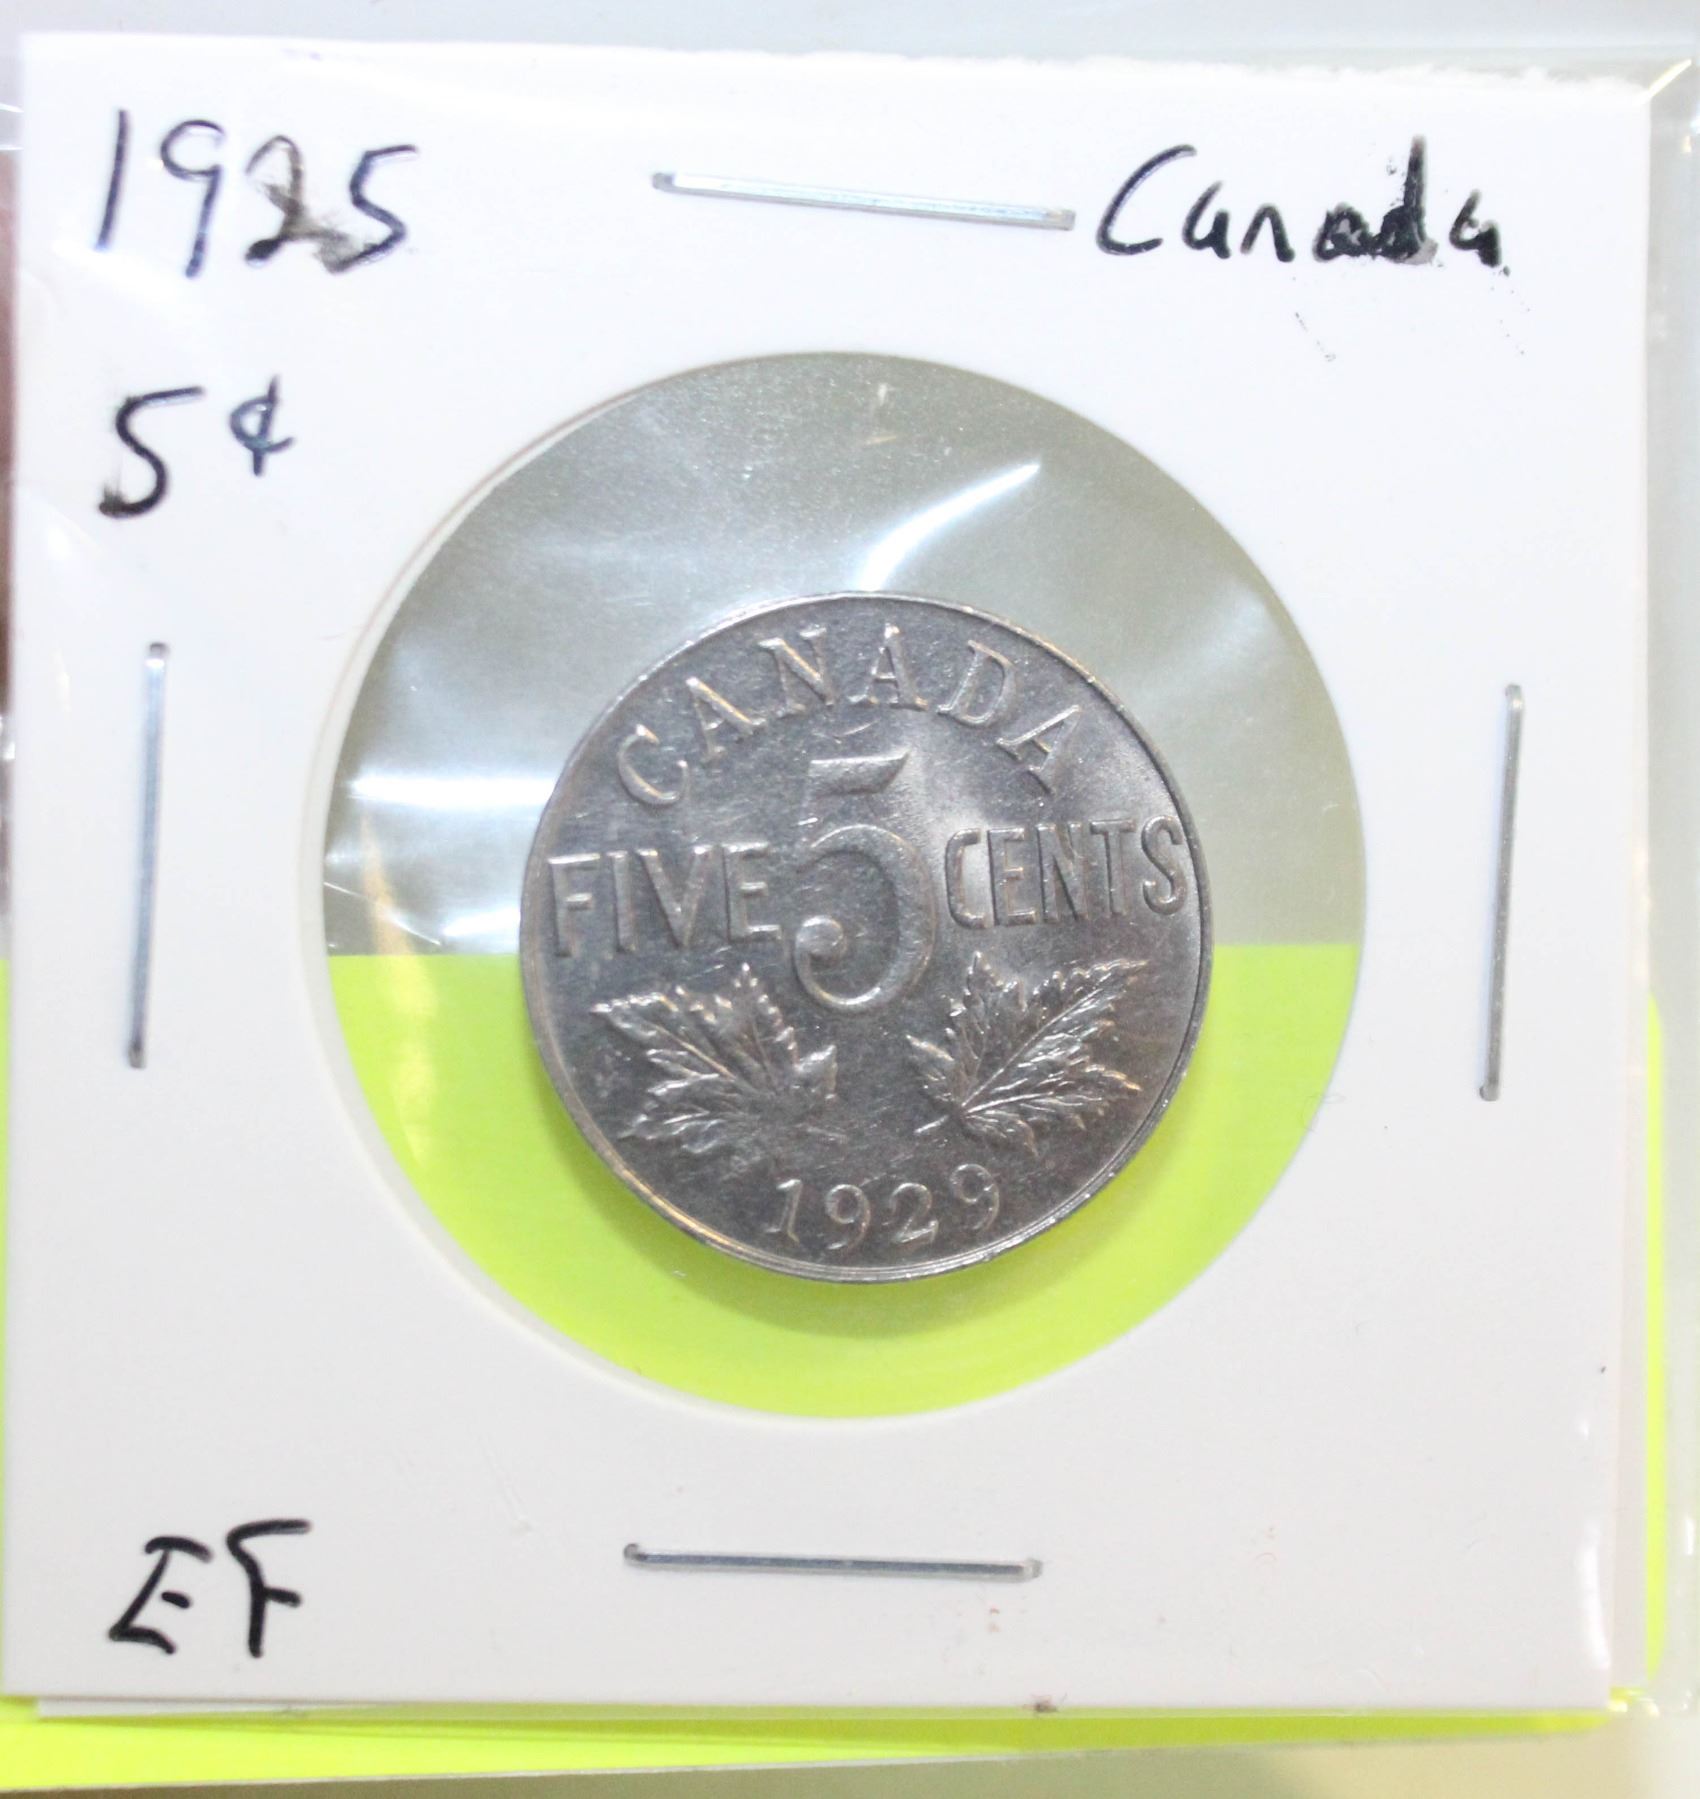 1925
Canada
5¢
CANADA
FIVE 5 CENTS
1929
EF